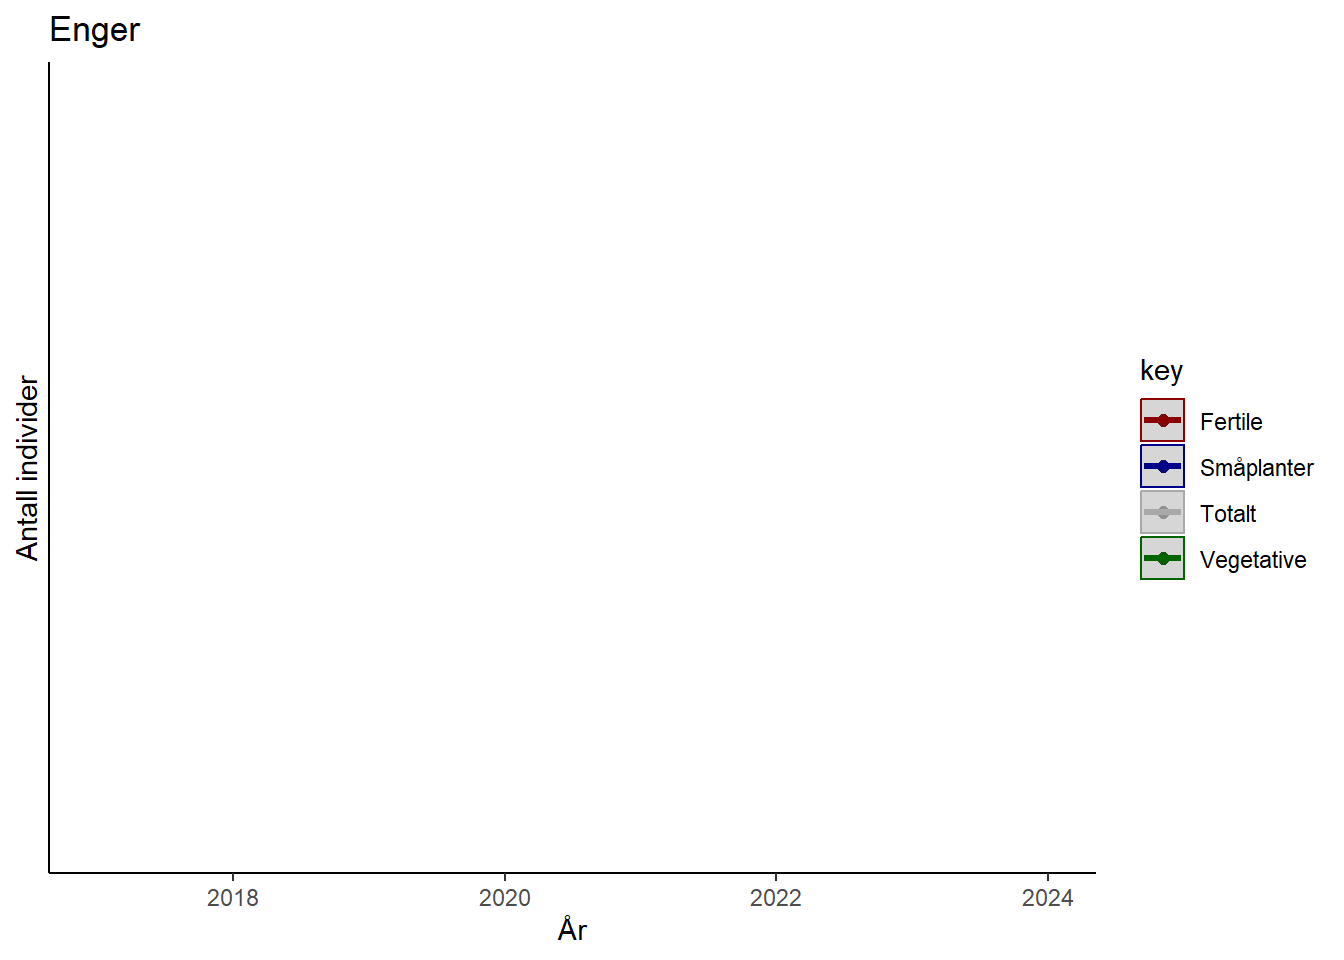 Enger
Antall individer
2018 2020 2022 2024
År
key
Fertile
Småplanter
Totalt
Vegetative